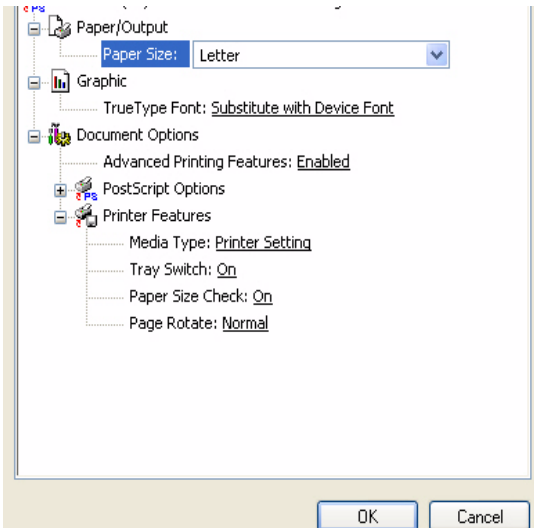 Paper/Output
Paper Size: Letter
Graphic
TrueType Font: Substitute with Device Font
Document Options
Advanced Printing Features: Enabled
PostScript Options
Printer Features
Media Type: Printer Setting
Tray Switch: On
Paper Size Check: On
Page Rotate: Normal
OK Cancel